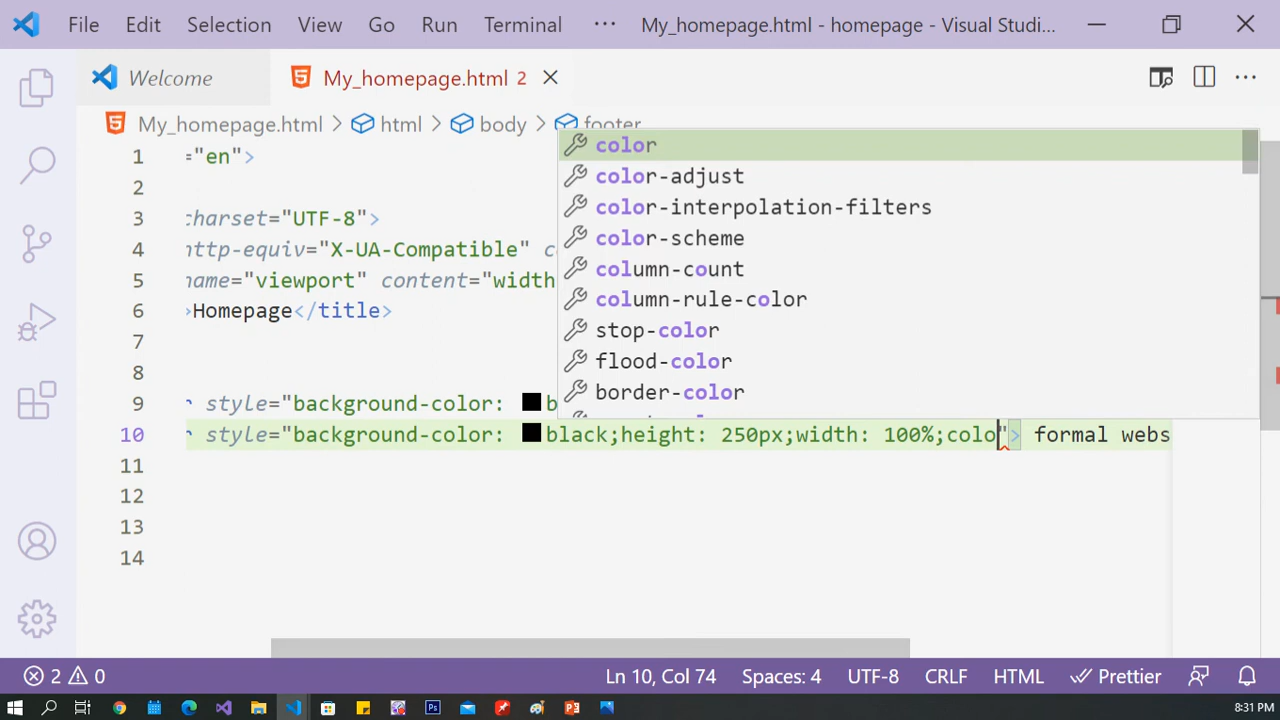 File Edit Selection View Go Run Terminal ··· My_homepage.html - homepage - Visual Studi...
Welcome My_homepage.html 2
My_homepage.html > html > body > footer
1 ="en">
2
3 charset="UTF-8">
4 http-equiv="X-UA-Compatible" c
5 name="viewport" content="width
6 >Homepage</title>
7
8
9 r style="background-color: b
10 r style="background-color: black;height: 250px;width: 100%;colo"> formal webs
11
12
13
14
color
color-adjust
color-interpolation-filters
color-scheme
column-count
column-rule-color
stop-color
flood-color
border-color
2 0 Ln 10, Col 74 Spaces: 4 UTF-8 CRLF HTML Prettier
8:31 PM